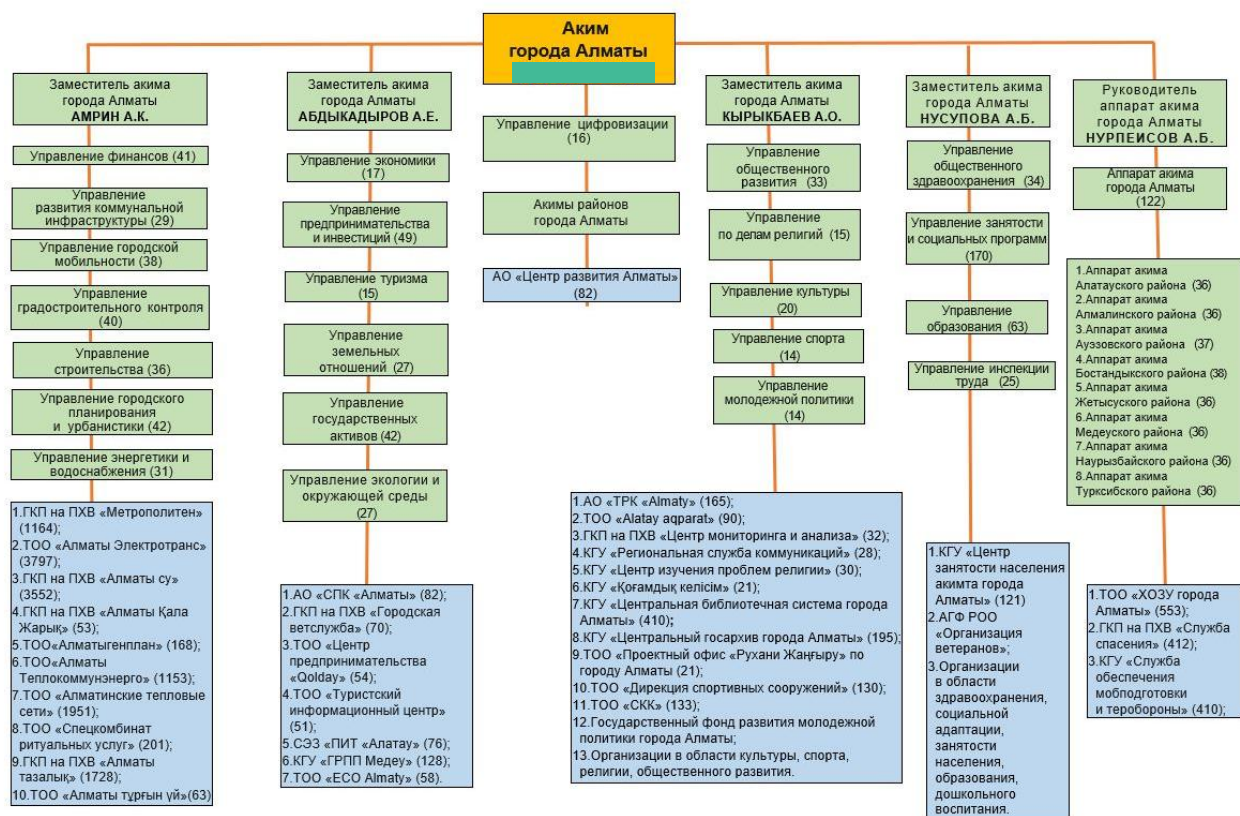 Аким
города Алматы
Заместитель акима
города Алматы
АМРИН А.К.
Управление финансов (41)
Управление
развития коммунальной
инфраструктуры (29)
Управление городской
мобильности (38)
Управление
градостроительного контроля
(40)
Управление
строительства (36)
Управление городского
планирования
и урбанистики (42)
Управление энергетики и
водоснабжения (31)
1.ГКП на ПХВ «Метрополитен»
(1164);
2.ТОО «Алматы Электротранс»
(3797);
3.ГКП на ПХВ «Алматы су»
(3552);
4.ГКП на ПХВ «Алматы Қала
Жарық» (53);
5.ТОО«Алматыгенплан» (168);
6.ТОО«Алматы
Теплокоммунэнерго» (1153);
7.ТОО «Алматинские тепловые
сети» (1951);
8.ТОО «Спецкомбинат
ритуальных услуг» (201);
9.ГКП на ПХВ «Алматы
тазалық» (1728);
10.ТОО «Алматы тұрғын үй»(63)
Заместитель акима
города Алматы
АБДЫКАДЫРОВ А.Е.
Управление экономики
(17)
Управление
предпринимательства
и инвестиций (49)
Управление туризма
(15)
Управление
земельных
отношений (27)
Управление
государственных
активов (42)
Управление экологии и
окружающей среды
(27)
1.АО «СПК «Алматы» (82);
2.ГКП на ПХВ «Городская
ветслужба» (70);
3.ТОО «Центр
предпринимательства
«Qolday» (54);
4.ТОО «Туристский
информационный центр»
(51);
5.СЭЗ «ПИТ «Алатау» (76);
6.КГУ «ГРПП Медеу» (128);
7.ТОО «ECO Almaty» (58).
Управление цифровизации
(16)
Акимы районов
города Алматы
АО «Центр развития Алматы»
(82)
Заместитель акима
города Алматы
КЫРЫКБАЕВ А.О.
Управление
общественного
развития (33)
Управление
по делам религий (15)
Управление культуры
(20)
Управление спорта
(14)
Управление
молодежной политики
(14)
1.АО «ТРК «Almaty» (165);
2.ТОО «Alatay aqparat» (90);
3.ГКП на ПХВ «Центр мониторинга и анализа» (32);
4.КГУ «Региональная служба коммуникаций» (28);
5.КГУ «Центр изучения проблем религии» (30);
6.КГУ «Қоғамдық келісім» (21);
7.КГУ «Центральная библиотечная система города
Алматы» (410);
8.КГУ «Центральный госархив города Алматы» (195);
9.ТОО «Проектный офис «Рухани Жаңғыру» по
городу Алматы (21);
10.ТОО «Дирекция спортивных сооружений» (130);
11.ТОО «СКК» (133);
12.Государственный фонд развития молодежной
политики города Алматы;
13.Организации в области культуры, спорта,
религии, общественного развития.
Заместитель акима
города Алматы
НУСУПОВА А.Б.
Управление
общественного
здравоохранения (34)
Управление занятости
и социальных программ
(170)
Управление
образования (63)
Управление инспекции
труда (25)
1.КГУ «Центр
занятости населения
акимта города
Алматы» (121)
2.АГФ РОО
«Организация
ветеранов»;
3.Организации
в области
здравоохранения,
социальной
адаптации,
занятости
населения,
образования,
дошкольного
воспитания.
Руководитель
аппарат акима
города Алматы
НУРПЕИСОВ А.Б.
Аппарат акима
города Алматы
(122)
1.Аппарат акима
Алатауского района (36)
2.Аппарат акима
Алмалинского района (36)
3.Аппарат акима
Ауззовского района (37)
4.Аппарат акима
Бостандыкского района (38)
5.Аппарат акима
Жетысуского района (36)
6.Аппарат акима
Медеуского района (36)
7.Аппарат акима
Наурызбайского района (36)
8.Аппарат акима
Турксибского района (36)
1.ТОО «ХОЗУ города
Алматы» (553);
2.ГКП на ПХВ «Служба
спасения» (412);
3.КГУ «Служба
обеспечения
мобподготовки
и теробороны» (410);